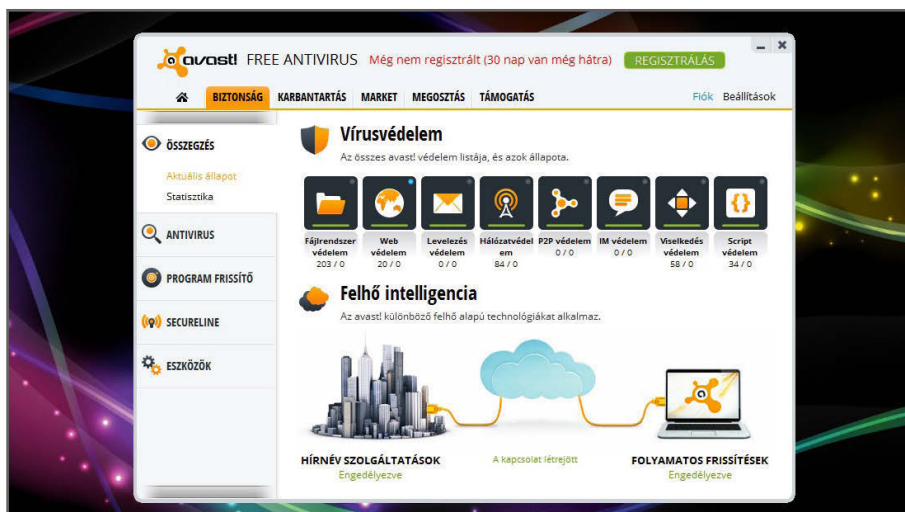 avast! FREE ANTIVIRUS Még nem regisztrált (30 nap van még hátra) REGISZTRÁLÁS
BIZTONSÁG KARBANTARTÁS MARKET MEGOSZTÁS TÁMOGATÁS Fiók Beállítások
ÖSSZEGZÉS
Aktuális állapot
Statisztika
ANTIVIRUS
PROGRAM FRISSÍTŐ
SECURELINE
ESZKÖZÖK
Vírusvédelem
Az összes avast! védelem listája, és azok állapota.
Fájlrendszer védelem 203 / 0
Web védelem 20 / 0
Levelezés védelem 0 / 0
Hálózatvédel em 84 / 0
P2P védelem 0 / 0
IM védelem 0 / 0
Viselkedés védelem 58 / 0
Script védelem 34 / 0
Felhő intelligencia
Az avast! különböző felhő alapú technológiákat alkalmaz.
HÍRNÉV SZOLGÁLTATÁSOK
Engedélyezve
A kapcsolat létrejött
FOLYAMATOS FRISSÍTÉSEK
Engedélyezve